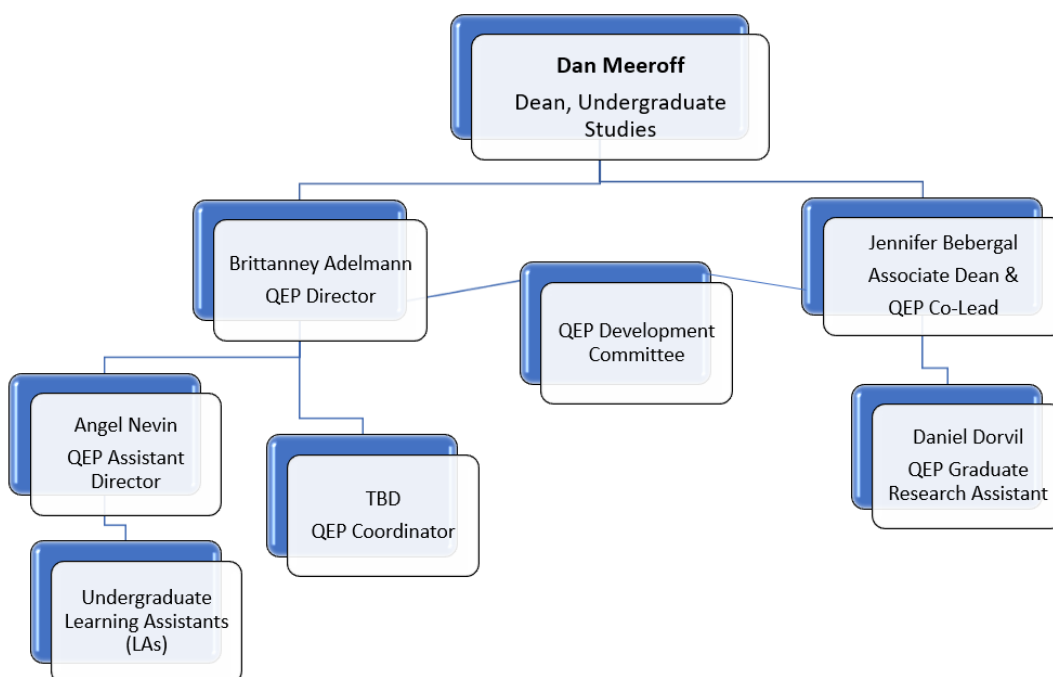 Dan Meeroff
Dean, Undergraduate
Studies
Brittanney Adelmann
QEP Director
QEP Development
Committee
Jennifer Bebergal
Associate Dean &
QEP Co-Lead
Angel Nevin
QEP Assistant
Director
TBD
QEP Coordinator
Daniel Dorvil
QEP Graduate
Research Assistant
Undergraduate
Learning Assistants
(LAs)